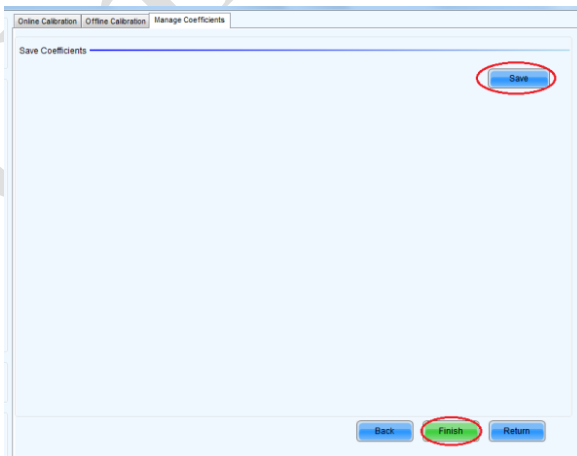 Online Calibration Offline Calibration Manage Coefficients
Save Coefficients
Save
Back Finish Return